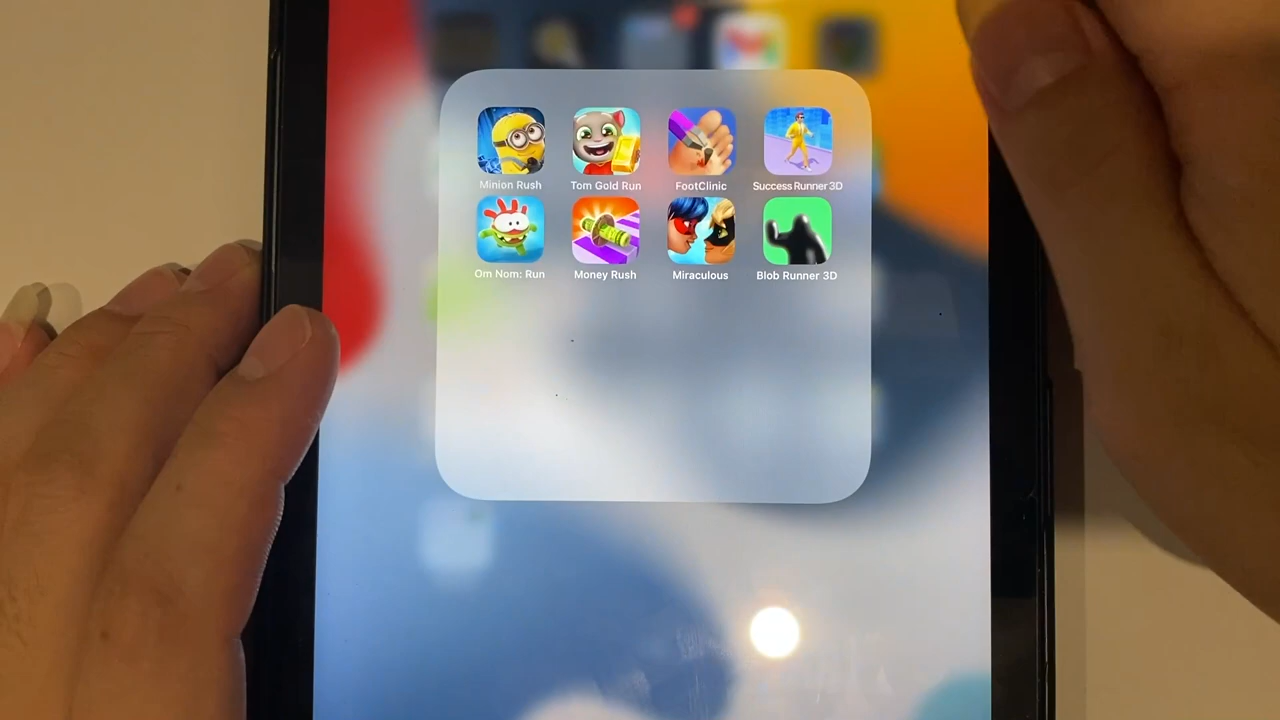 Minion Rush
Tom Gold Run
FootClinic
Success Runner 3D
Om Nom: Run
Money Rush
Miraculous
Blob Runner 3D